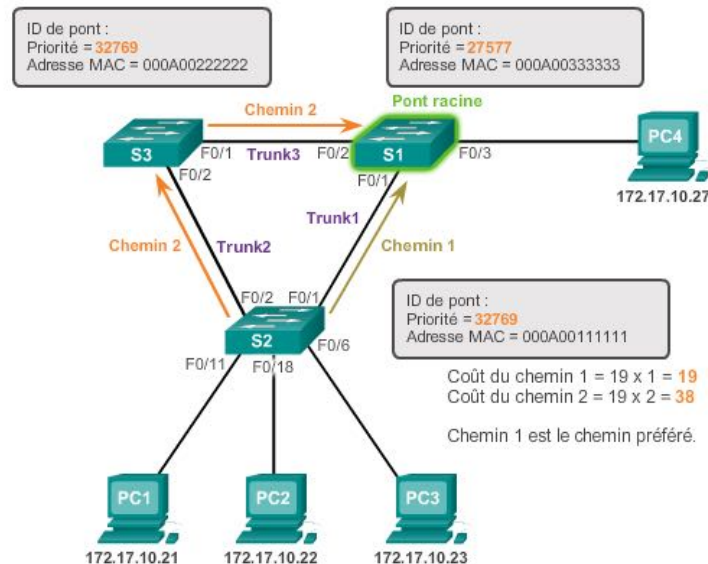 ID de pont :
Priorité = 32769
Adresse MAC = 000A00222222
ID de pont :
Priorité = 27577
Adresse MAC = 000A00333333
Chemin 2
Pont racine
S3
F0/1
Trunk3
F0/2
S1
F0/3
PC4
F0/2
F0/1
172.17.10.27
Trunk1
Chemin 2
Trunk2
Chemin 1
F0/2
F0/1
ID de pont :
Priorité = 32769
Adresse MAC = 000A00111111
S2
F0/6
F0/11
F0/18
Coût du chemin 1 = 19 x 1 = 19
Coût du chemin 2 = 19 x 2 = 38
Chemin 1 est le chemin préféré.
PC1
PC2
PC3
172.17.10.21
172.17.10.22
172.17.10.23